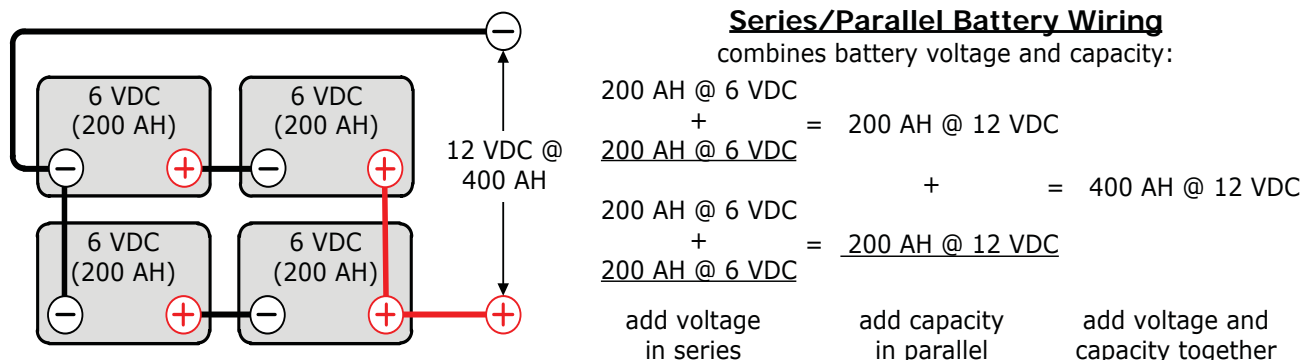 6 VDC
(200 AH)
6 VDC
(200 AH)
−
+
−
+
−
12 VDC @
400 AH
6 VDC
(200 AH)
6 VDC
(200 AH)
−
+
−
+
+
Series/Parallel Battery Wiring
combines battery voltage and capacity:
200 AH @ 6 VDC
+ = 200 AH @ 12 VDC
200 AH @ 6 VDC
+ = 400 AH @ 12 VDC
200 AH @ 6 VDC
+ = 200 AH @ 12 VDC
200 AH @ 6 VDC
add voltage
in series
add capacity
in parallel
add voltage and
capacity together